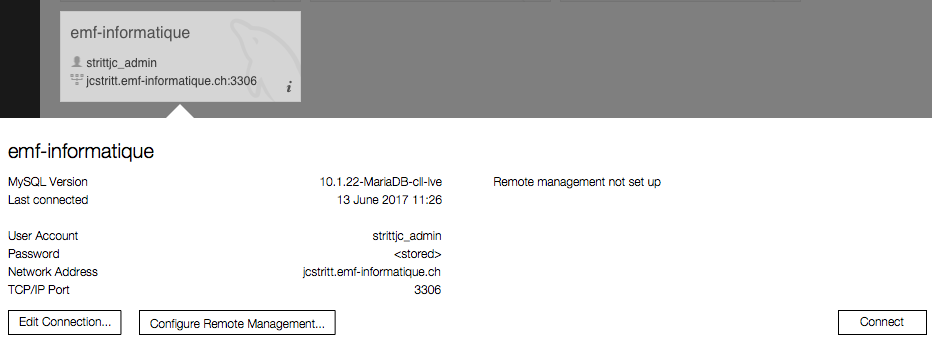 emf-informatique
strittjc_admin
jcstritt.emf-informatique.ch:3306
i
emf-informatique
MySQL Version 10.1.22-MariaDB-cll-lve Remote management not set up
Last connected 13 June 2017 11:26
User Account strittjc_admin
Password <stored>
Network Address jcstritt.emf-informatique.ch
TCP/IP Port 3306
Edit Connection... Configure Remote Management... Connect